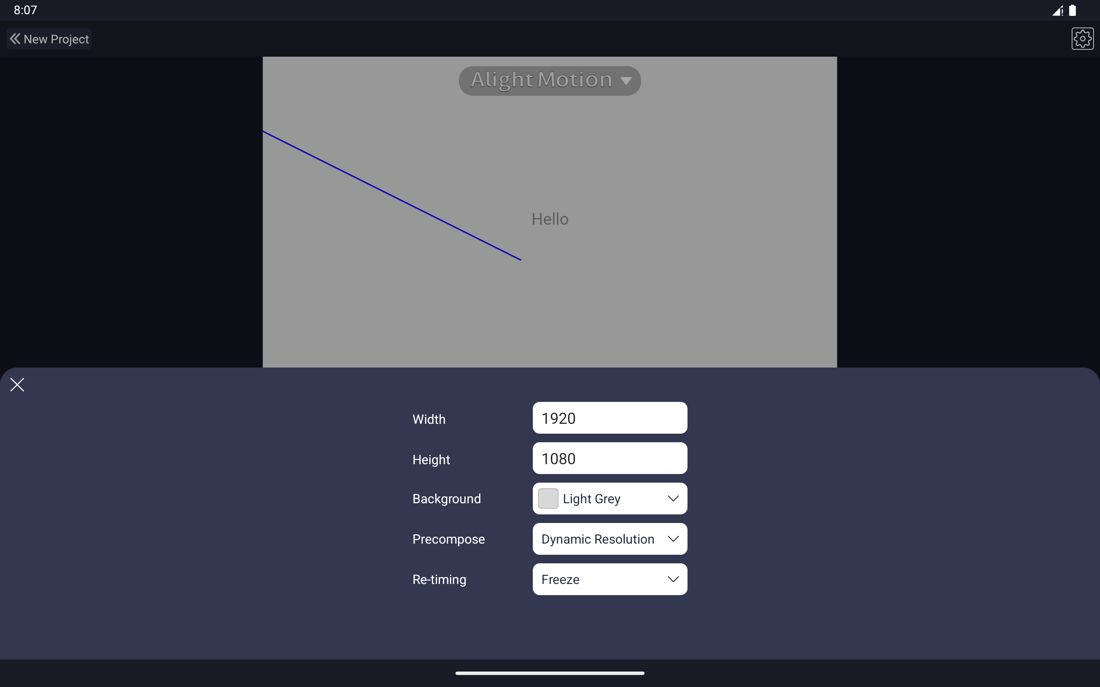 8:07
New Project
Alight Motion
Hello
Width 1920
Height 1080
Background Light Grey
Precompose Dynamic Resolution
Re-timing Freeze